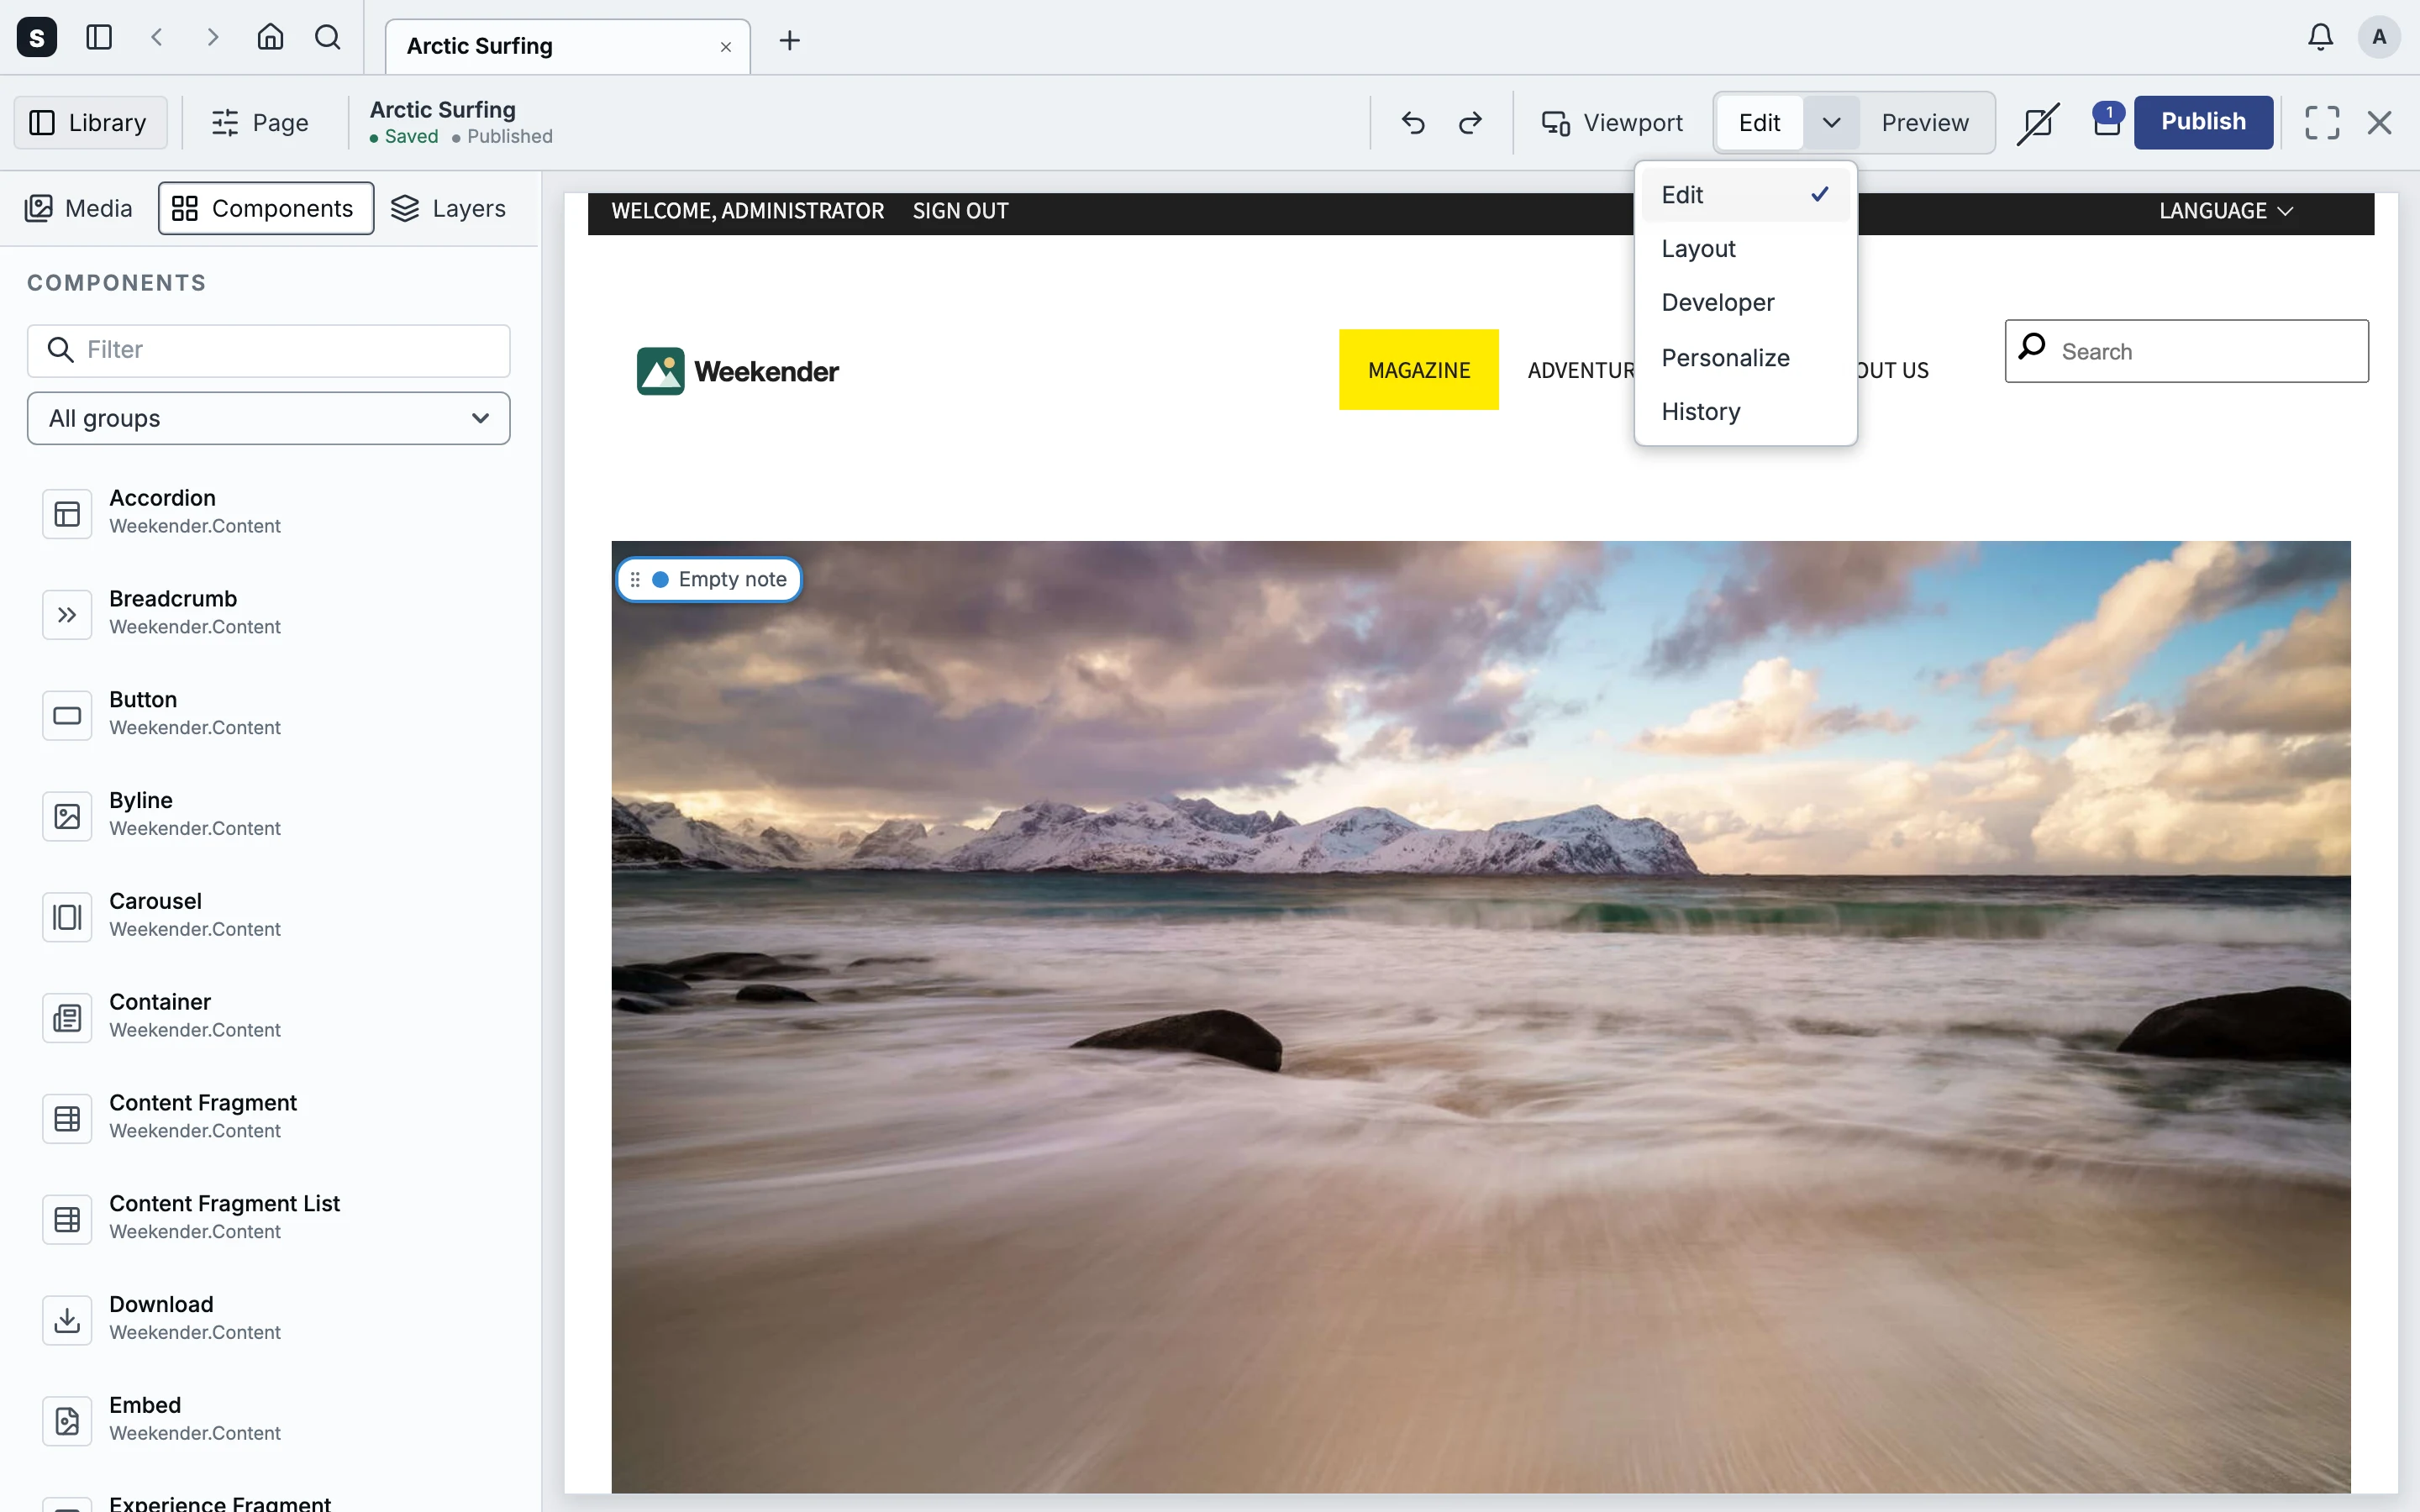 S
Arctic Surfing
A
Library
Page
Arctic Surfing
Saved
Published
Viewport
Edit
Preview
1
Publish
Media
Components
Layers
COMPONENTS
Filter
All groups
Accordion
Weekender.Content
Breadcrumb
Weekender.Content
Button
Weekender.Content
Byline
Weekender.Content
Carousel
Weekender.Content
Container
Weekender.Content
Content Fragment
Weekender.Content
Content Fragment List
Weekender.Content
Download
Weekender.Content
Embed
Weekender.Content
Experience Fragment
Edit
Layout
Developer
Personalize
History
WELCOME, ADMINISTRATOR
SIGN OUT
LANGUAGE
Weekender
MAGAZINE
ADVENTUR
OUT US
Search
Empty note